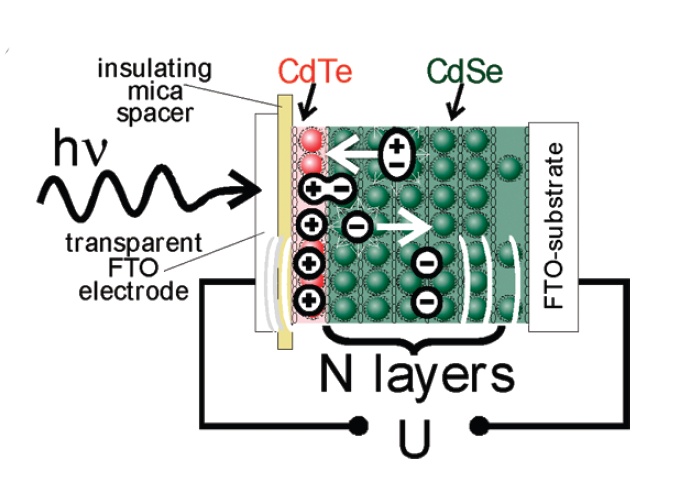 insulating
mica
spacer
CdTe
CdSe
hν
+
−
+ −
+
−
+
−
+
−
transparent
FTO
electrode
FTO-substrate
N layers
U